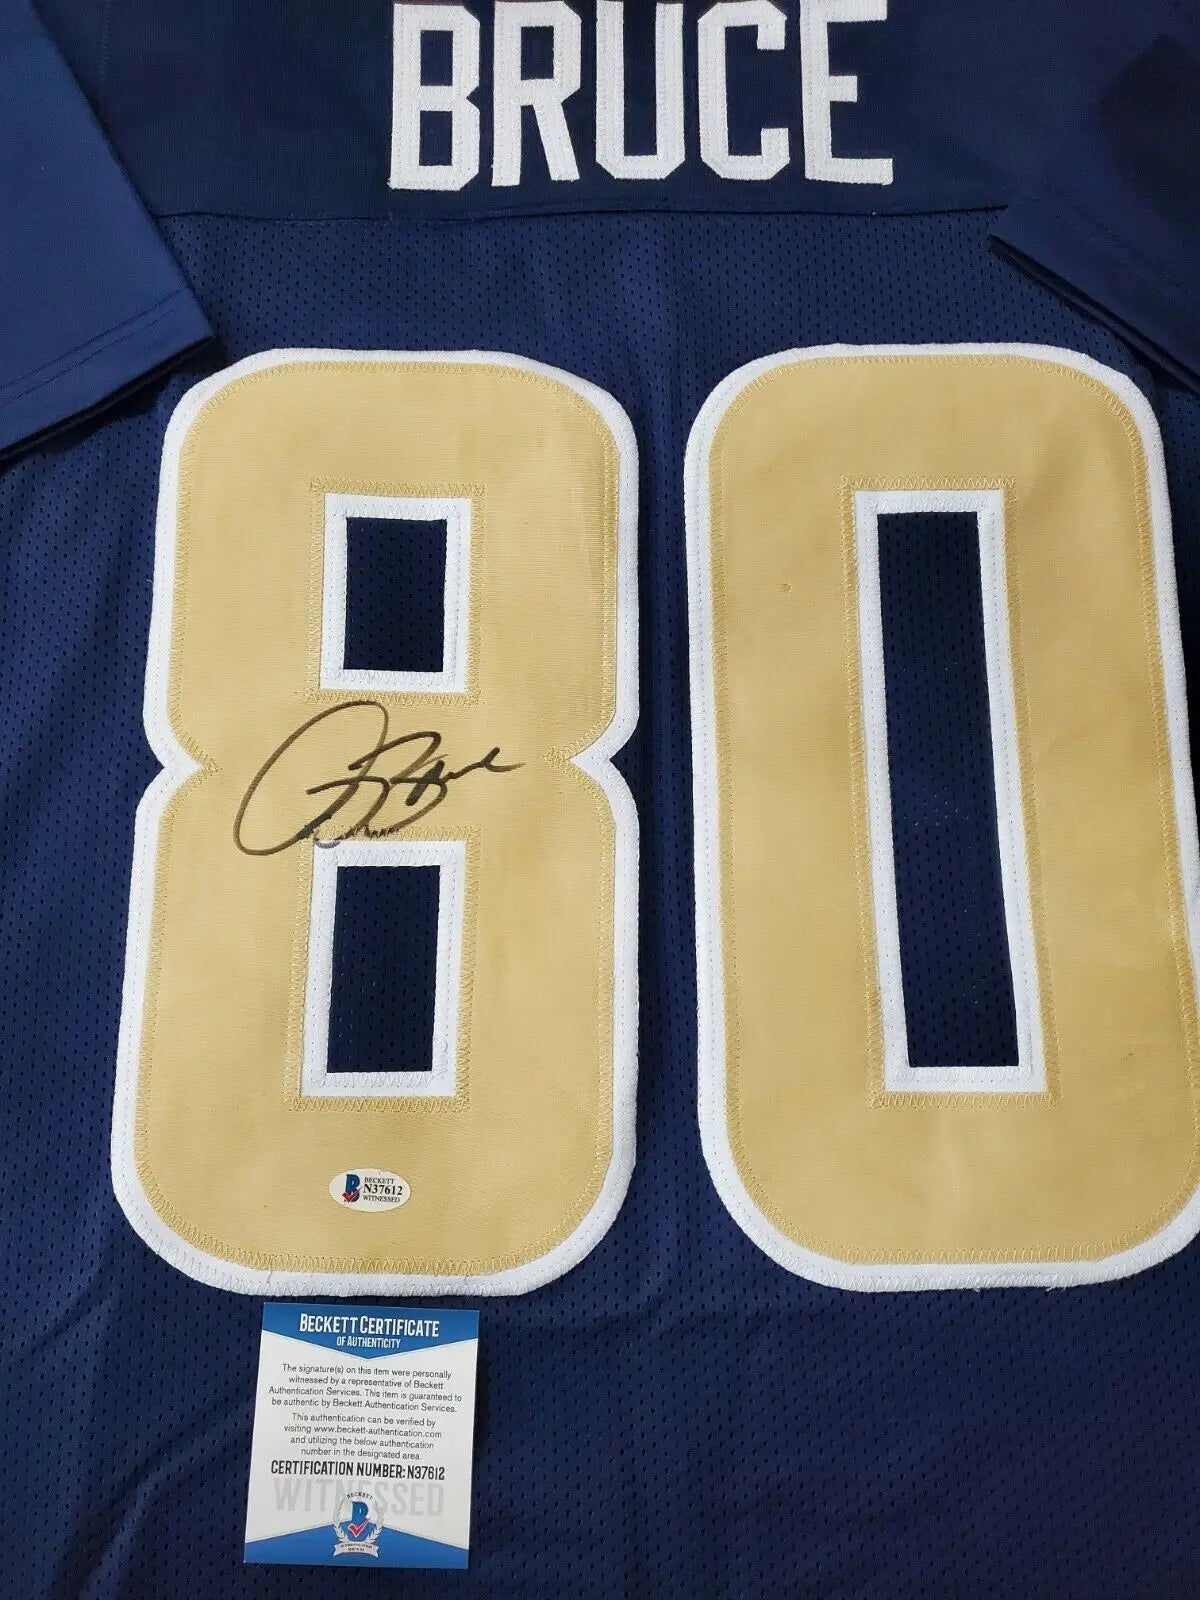 BRUCE
80
BECKETT
N37612
WITNESSED
BECKETT CERTIFICATE
OF AUTHENTICITY
The signature(s) on this item were personally
witnessed by a representative of Beckett
Authentication Services. This item is guaranteed to
be authentic by Beckett Authentication Services.
This authentication can be verified by
visiting www.beckett-authentication.com
and utilizing the below authentication
number in the designated area.
CERTIFICATION NUMBER: N37612
WITNESSED
BECKETT
AUTHENTICATION
SERVICES